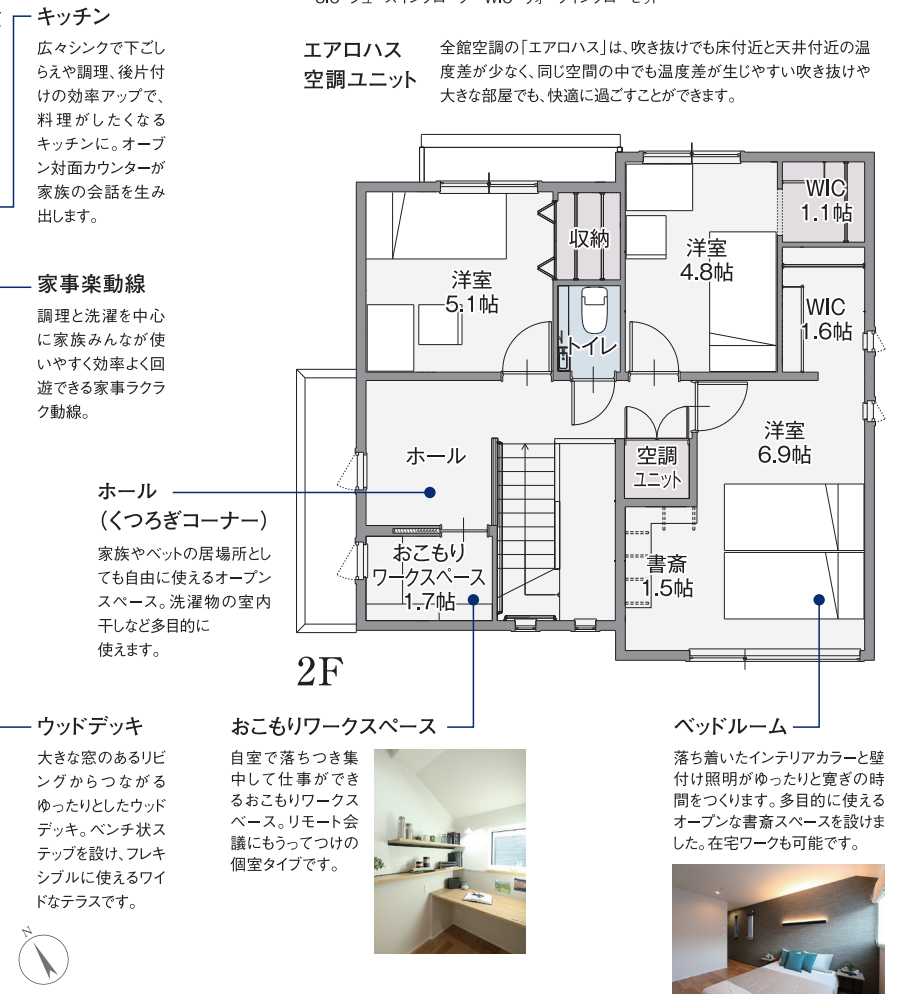 キッチン
広々シンクで下ごし
らえや調理、後片付
けの効率アップで、
料理がしたくなる
キッチンに。オープ
ン対面カウンターが
家族の会話を生み
出します。
エアロハス
空調ユニット
全館空調の「エアロハス」は、吹き抜けでも床付近と天井付近の温
度差が少なく、同じ空間の中でも温度差が生じやすい吹き抜けや
大きな部屋でも、快適に過ごすことができます。
家事楽動線
調理と洗濯を中心
に家族みんなが使
いやすく効率よく回
遊できる家事ラクラ
ク動線。
洋室
5.1帖
収納
トイレ
洋室
4.8帖
WIC
1.1帖
WIC
1.6帖
ホール
空調
ユニット
洋室
6.9帖
おこもり
ワークスペース
1.7帖
書斎
1.5帖
ホール
(くつろぎコーナー)
家族やペットの居場所とし
ても自由に使えるオープン
スペース。洗濯物の室内
干しなど多目的に
使えます。
2F
ウッドデッキ
大きな窓のあるリビ
ングからつながる
ゆったりとしたウッド
デッキ。ベンチ状ス
テップを設け、フレキ
シブルに使えるワイ
ドなテラスです。
おこもりワークスペース
自室で落ちつき集
中して仕事ができ
るおこもりワークス
ペース。リモート会
議にもうってつけの
個室タイプです。
ベッドルーム
落ち着いたインテリアカラーと壁
付け照明がゆったりと寛ぎの時
間をつくります。多目的に使える
オープンな書斎スペースを設けま
した。在宅ワークも可能です。
N